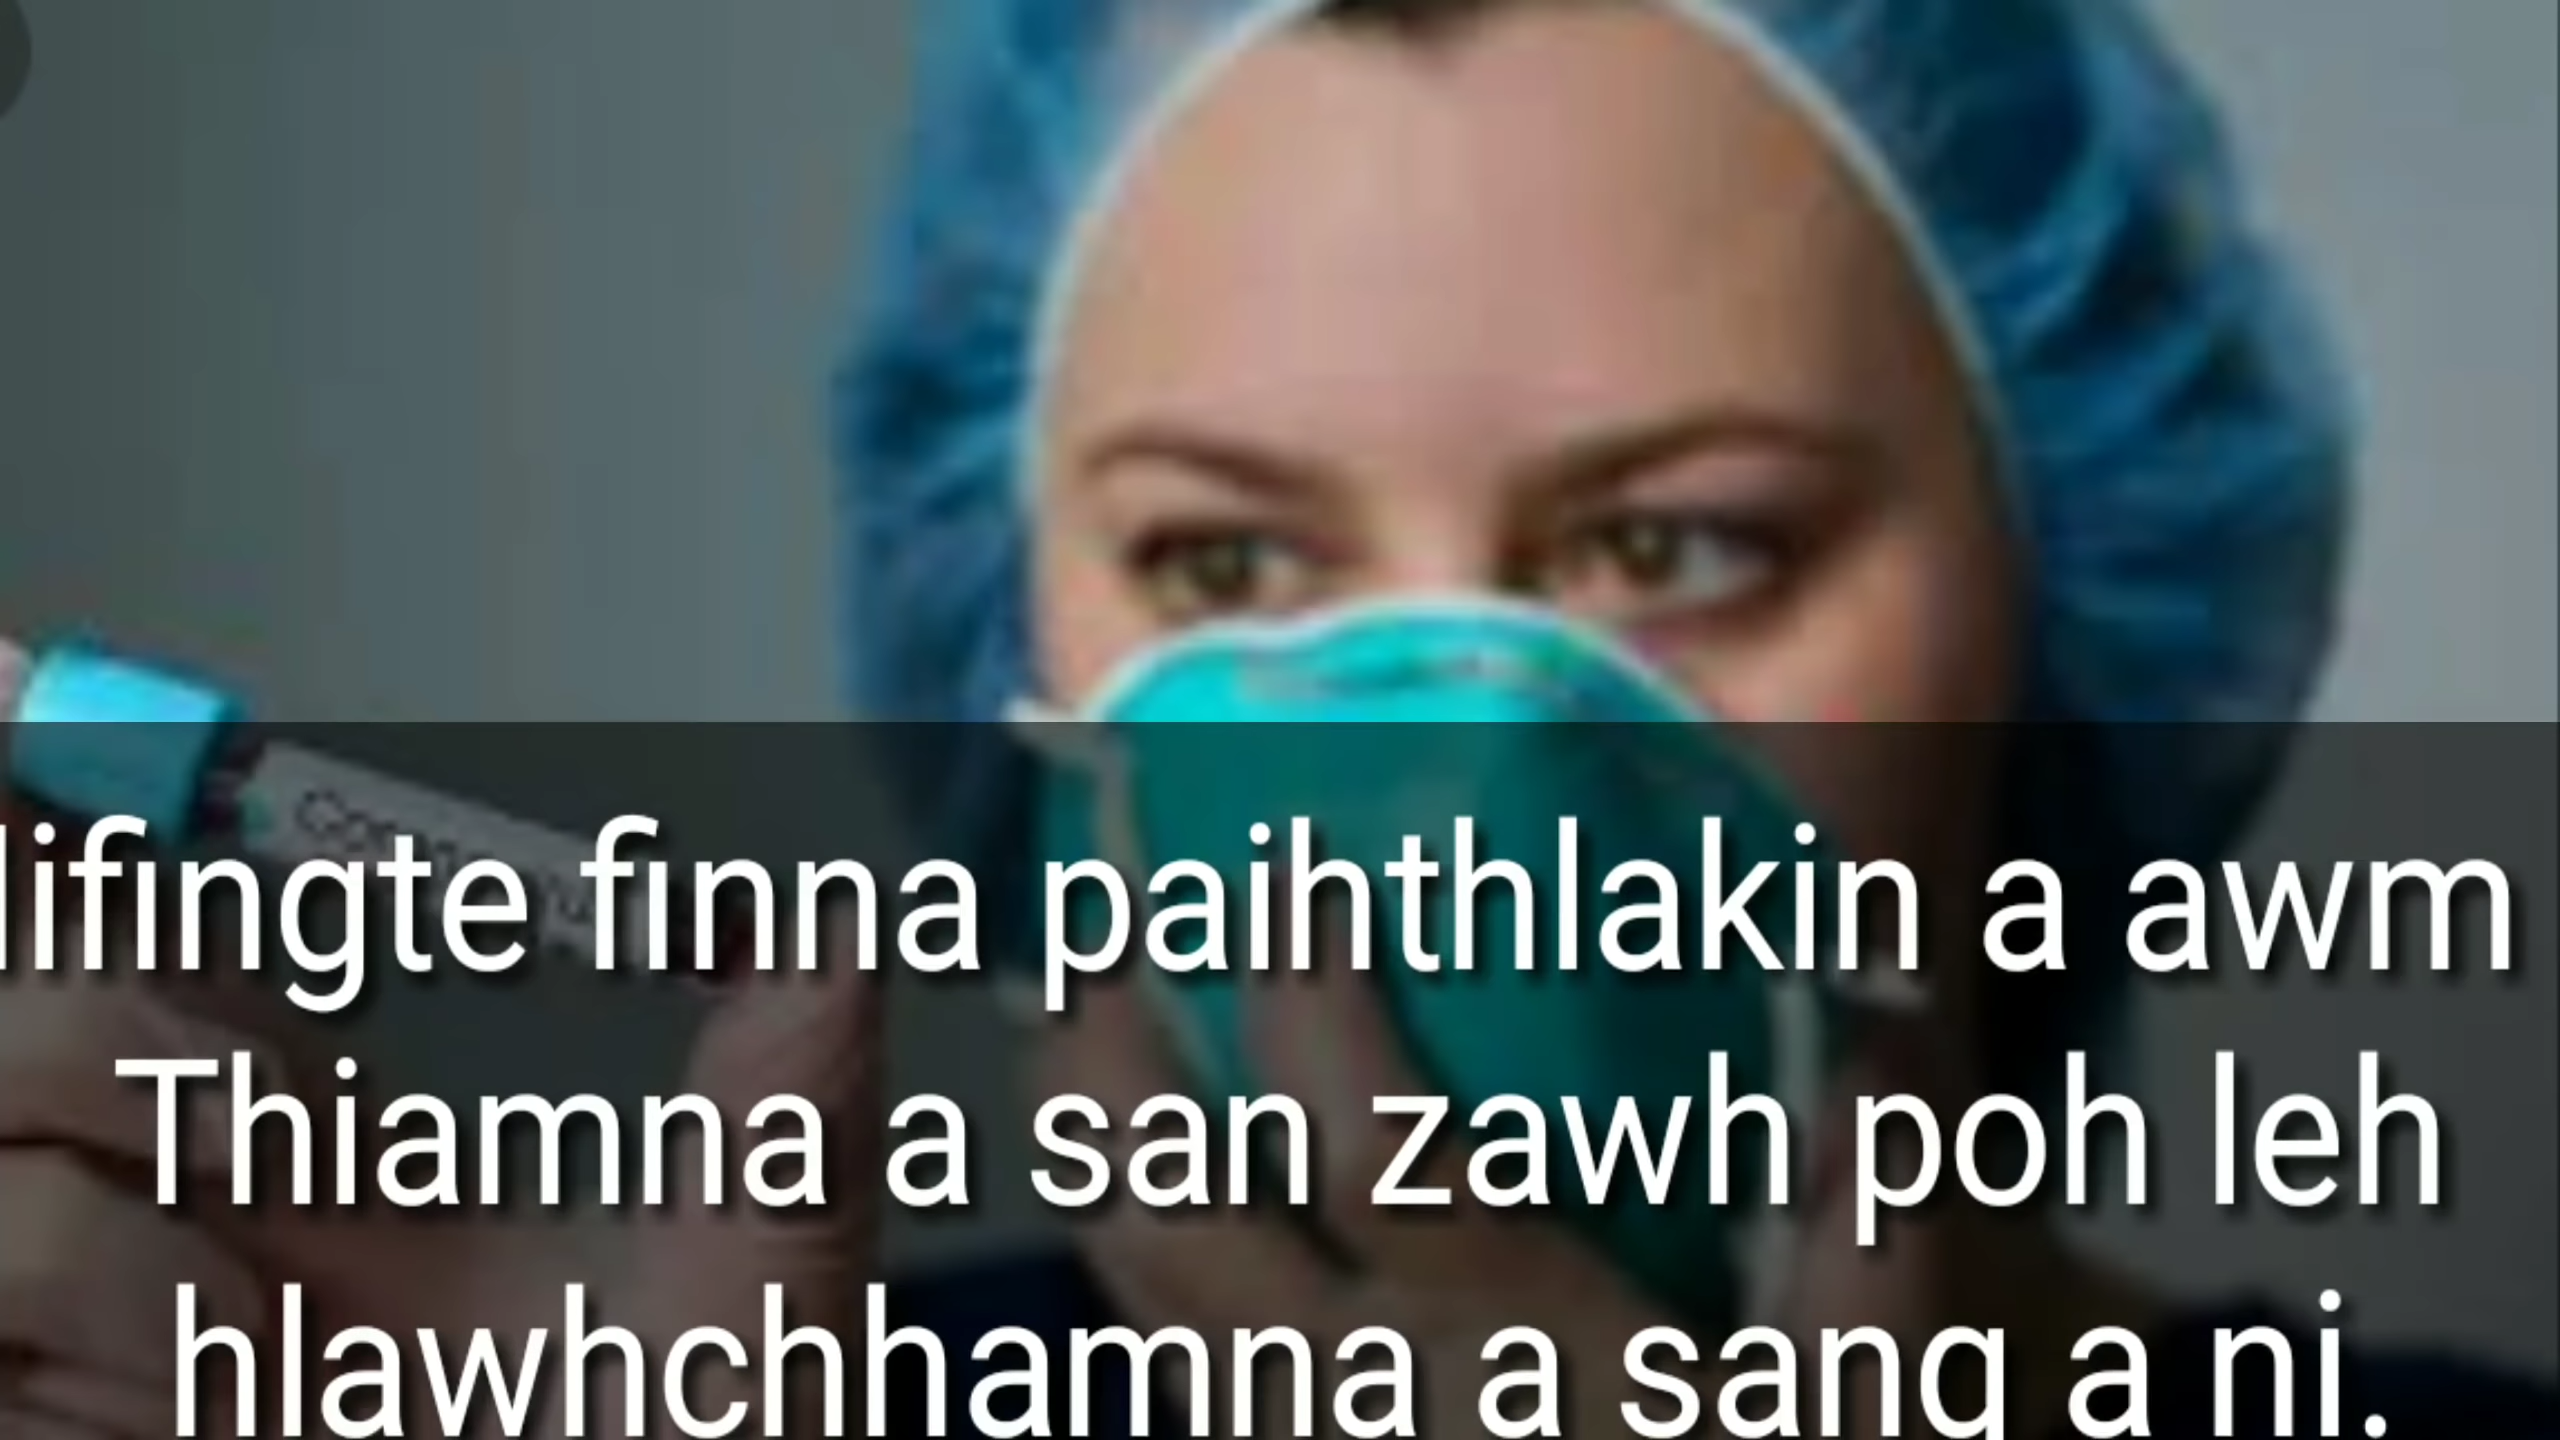 lifingte finna paihthlakin a awm
Thiamna a san zawh poh leh
hlawhchhamna a sang a ni.